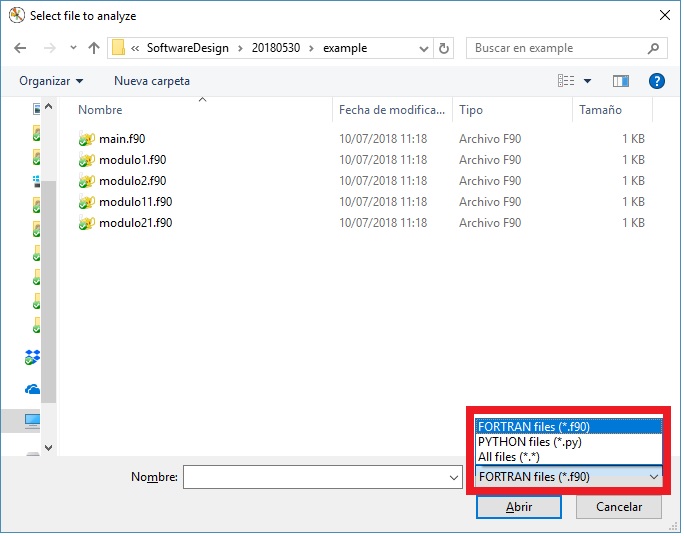 Select file to analyze
« SoftwareDesign > 20180530 > example
Buscar en example
Organizar
Nueva carpeta
Nombre Fecha de modifica... Tipo Tamaño
main.f90 10/07/2018 11:18 Archivo F90 1 KB
modulo1.f90 10/07/2018 11:18 Archivo F90 1 KB
modulo2.f90 10/07/2018 11:18 Archivo F90 1 KB
modulo11.f90 10/07/2018 11:18 Archivo F90 1 KB
modulo21.f90 10/07/2018 11:18 Archivo F90 1 KB
FORTRAN files (*.f90)
PYTHON files (*.py)
All files (*.*)
Nombre: FORTRAN files (*.f90)
Abrir Cancelar